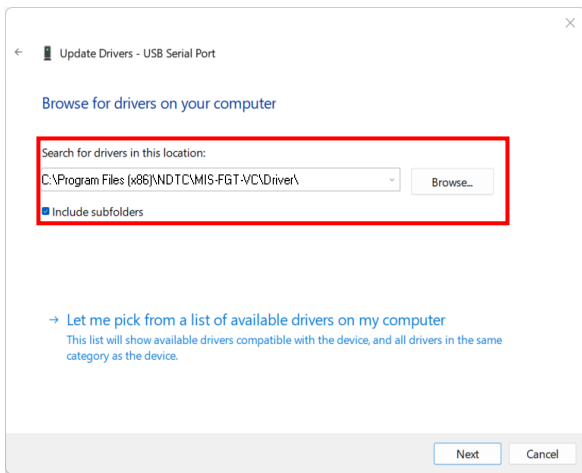 Update Drivers - USB Serial Port
Browse for drivers on your computer
Search for drivers in this location:
C:\Program Files (x86)\NDTC\MIS-FGT-VC\Driver\
Browse...
Include subfolders
Let me pick from a list of available drivers on my computer
This list will show available drivers compatible with the device, and all drivers in the same
category as the device.
Next
Cancel